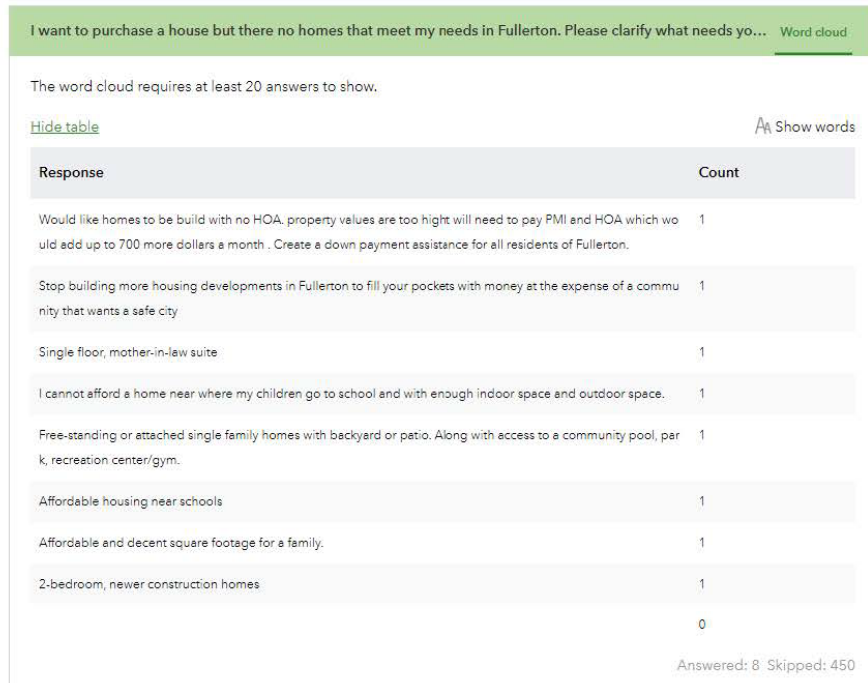 I want to purchase a house but there no homes that meet my needs in Fullerton. Please clarify what needs yo... Word cloud
The word cloud requires at least 20 answers to show.
Hide table AA Show words
Response Count
Would like homes to be build with no HOA. property values are too hight will need to pay PMI and HOA which wo 1
uld add up to 700 more dollars a month . Create a down payment assistance for all residents of Fullerton.
Stop building more housing developments in Fullerton to fill your pockets with money at the expense of a commu 1
nity that wants a safe city
Single floor, mother-in-law suite 1
I cannot afford a home near where my children go to school and with enough indoor space and outdoor space. 1
Free-standing or attached single family homes with backyard or patio. Along with access to a community pool, par 1
k, recreation center/gym.
Affordable housing near schools 1
Affordable and decent square footage for a family. 1
2-bedroom, newer construction homes 1
0
Answered: 8 Skipped: 450